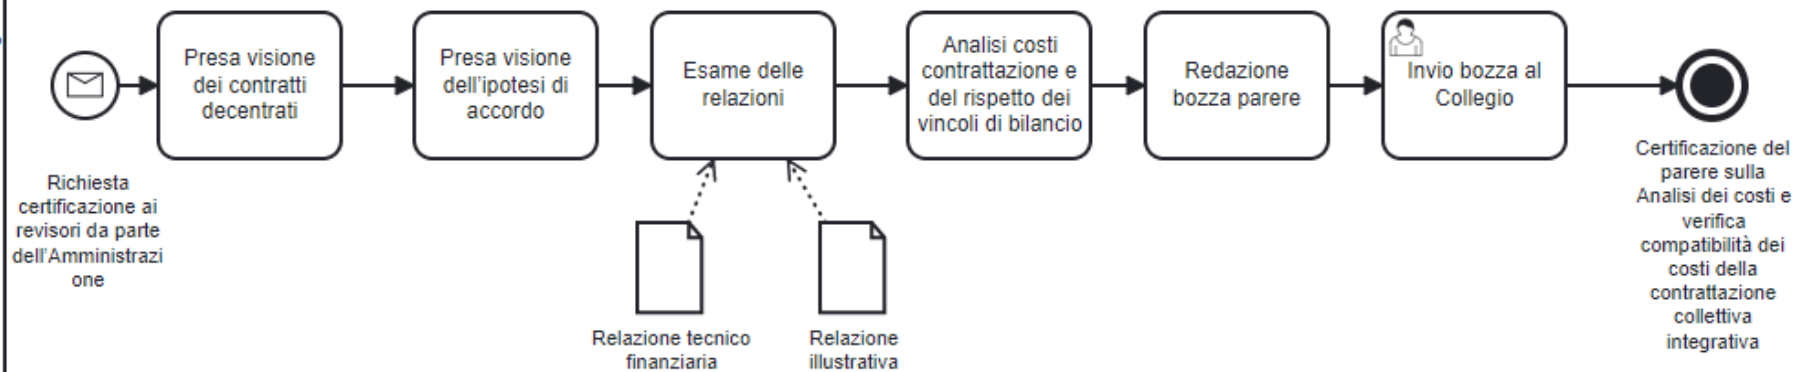 Richiesta
certificazione ai
revisori da parte
dell'Amministrazi
one
Presa visione
dei contratti
decentrati
Presa visione
dell'ipotesi di
accordo
Esame delle
relazioni
Relazione tecnico
finanziaria
Relazione
illustrativa
Analisi costi
contrattazione e
del rispetto dei
vincoli di bilancio
Redazione
bozza parere
Invio bozza al
Collegio
Certificazione del
parere sulla
Analisi dei costi e
verifica
compatibilità dei
costi della
contrattazione
collettiva
integrativa